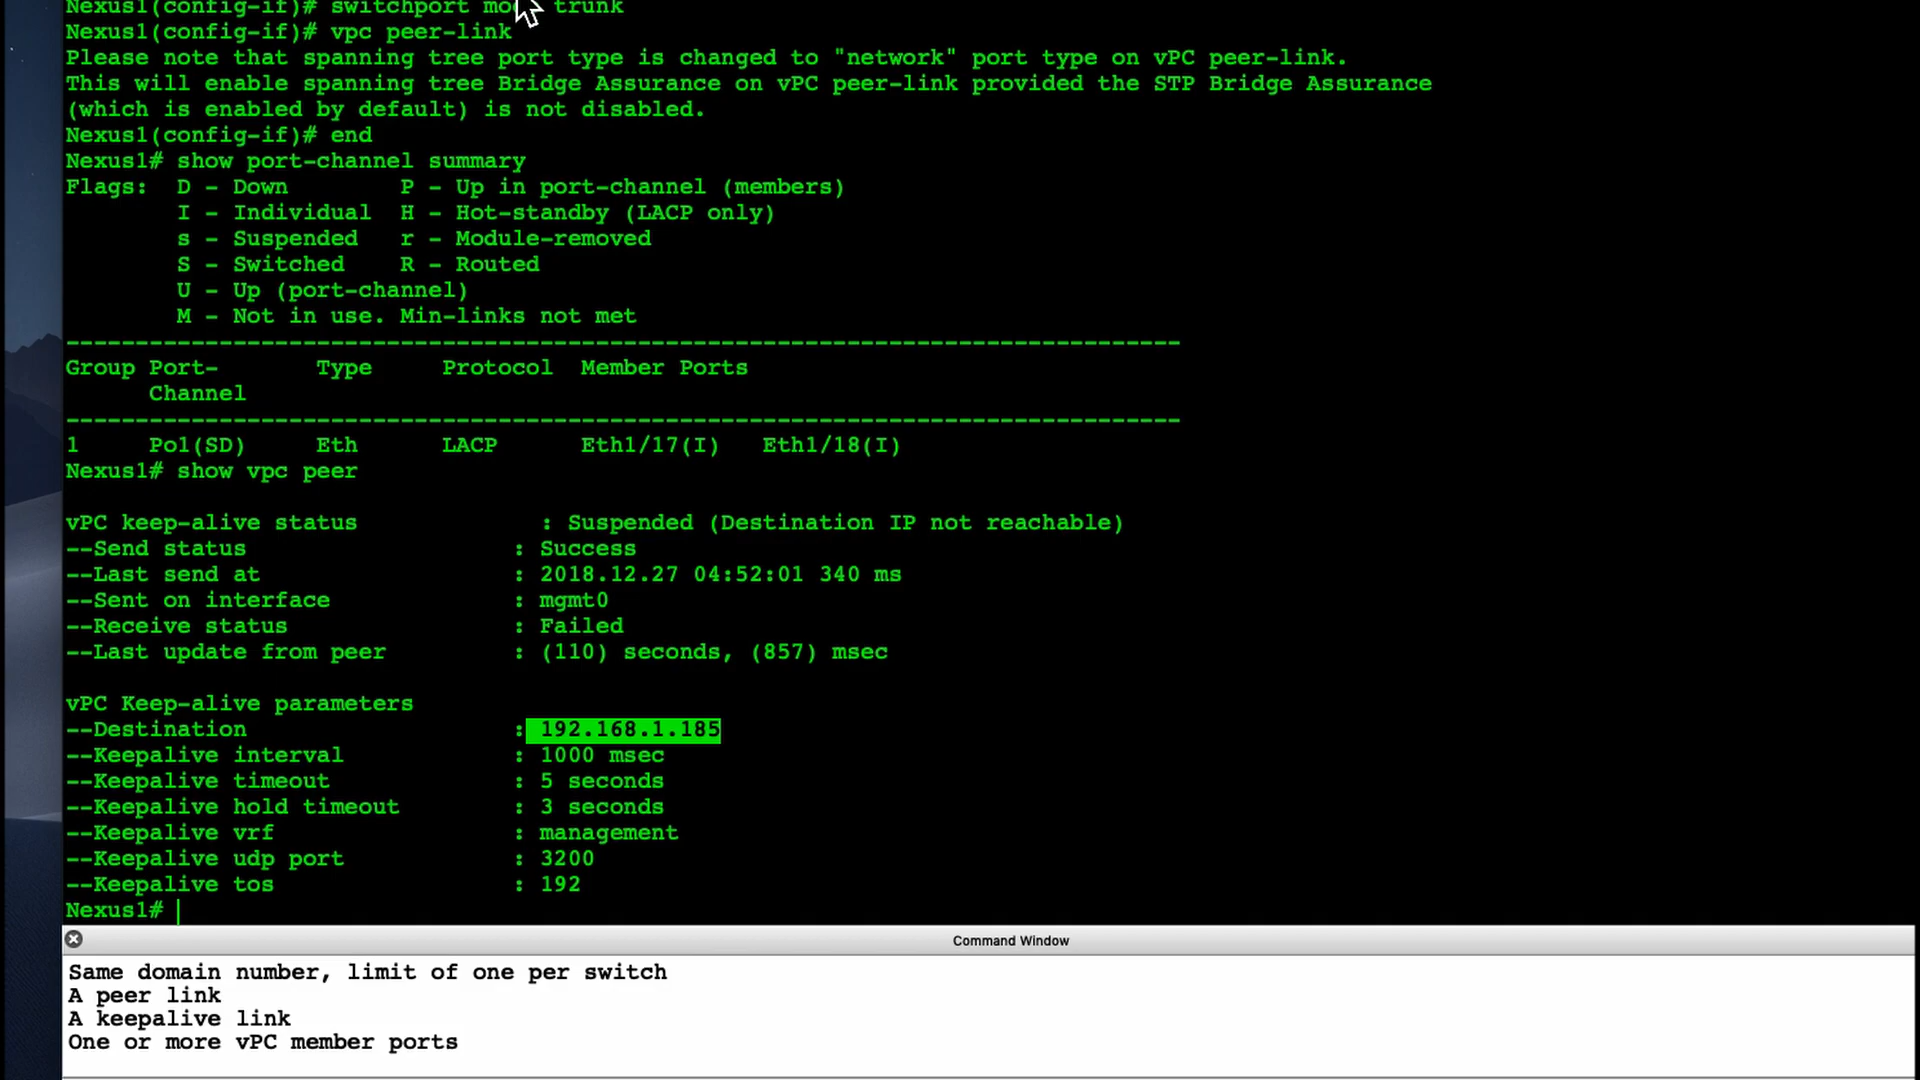 Nexus1(config-if)# switchport mo trunk
Nexus1(config-if)# vpc peer-link
Please note that spanning tree port type is changed to "network" port type on vPC peer-link.
This will enable spanning tree Bridge Assurance on vPC peer-link provided the STP Bridge Assurance
(which is enabled by default) is not disabled.
Nexus1(config-if)# end
Nexus1# show port-channel summary
Flags:  D - Down        P - Up in port-channel (members)
        I - Individual  H - Hot-standby (LACP only)
        s - Suspended   r - Module-removed
        S - Switched    R - Routed
        U - Up (port-channel)
        M - Not in use. Min-links not met
--------------------------------------------------------------------------------
Group Port-       Type     Protocol  Member Ports
      Channel
--------------------------------------------------------------------------------
1     Po1(SD)     Eth      LACP      Eth1/17(I)   Eth1/18(I)
Nexus1# show vpc peer
vPC keep-alive status             : Suspended (Destination IP not reachable)
--Send status                   : Success
--Last send at                  : 2018.12.27 04:52:01 340 ms
--Sent on interface             : mgmt0
--Receive status                : Failed
--Last update from peer         : (110) seconds, (857) msec
vPC Keep-alive parameters
--Destination                   : 192.168.1.185
--Keepalive interval            : 1000 msec
--Keepalive timeout             : 5 seconds
--Keepalive hold timeout        : 3 seconds
--Keepalive vrf                 : management
--Keepalive udp port            : 3200
--Keepalive tos                 : 192
Nexus1#
Command Window
Same domain number, limit of one per switch
A peer link
A keepalive link
One or more vPC member ports